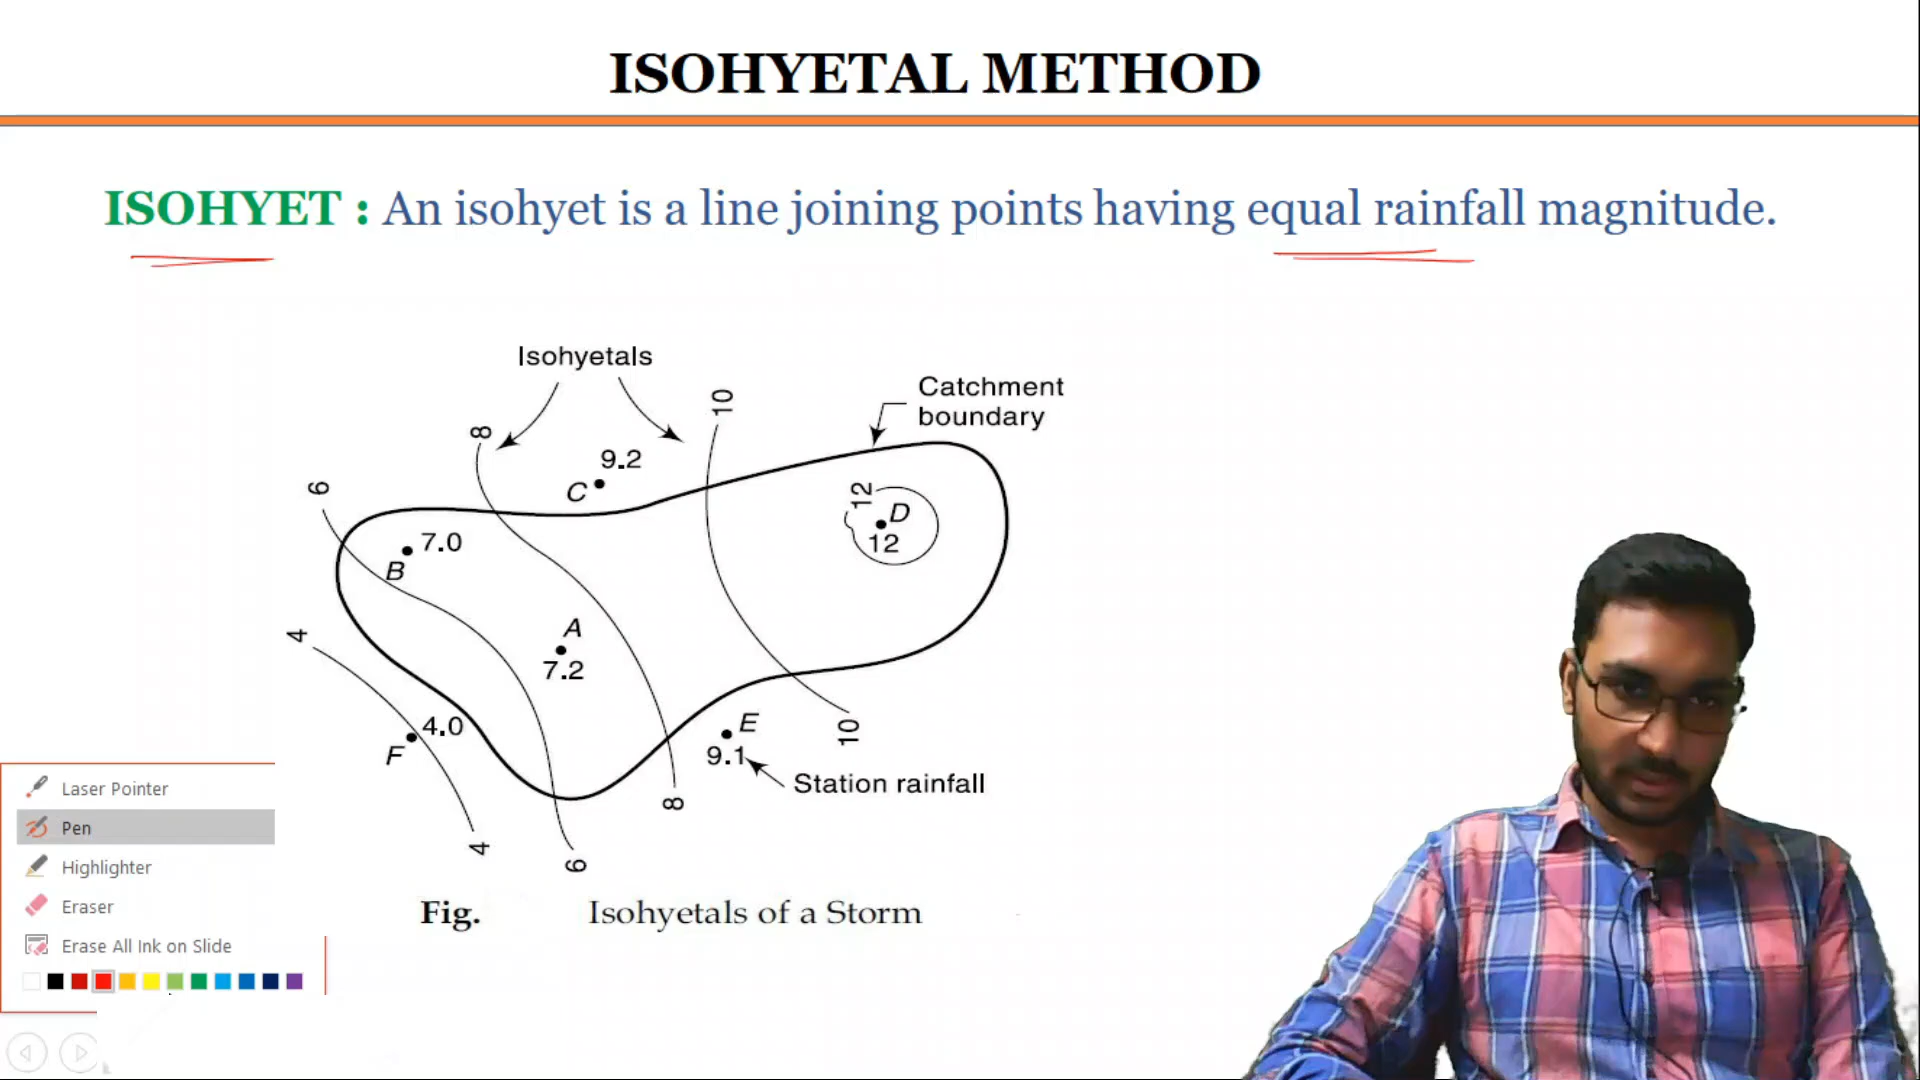 ISOHYETAL METHOD
ISOHYET : An isohyet is a line joining points having equal rainfall magnitude.
Isohyetals
Catchment
boundary
10
8
9.2
C
6
12
D
12
7.0
B
A
7.2
4
4.0
F
E
9.1
10
Station rainfall
8
4
6
Fig. Isohyetals of a Storm
Laser Pointer
Pen
Highlighter
Eraser
Erase All Ink on Slide